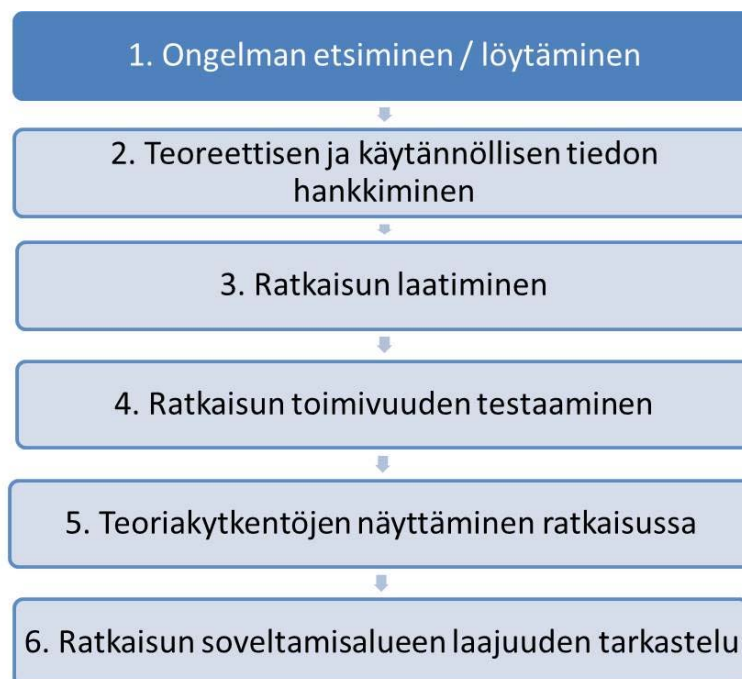 1. Ongelman etsiminen / löytäminen
2. Teoreettisen ja käytännöllisen tiedon
hankkiminen
3. Ratkaisun laatiminen
4. Ratkaisun toimivuuden testaaminen
5. Teoriakytkentöjen näyttäminen ratkaisussa
6. Ratkaisun soveltamisalueen laajuuden tarkastelu